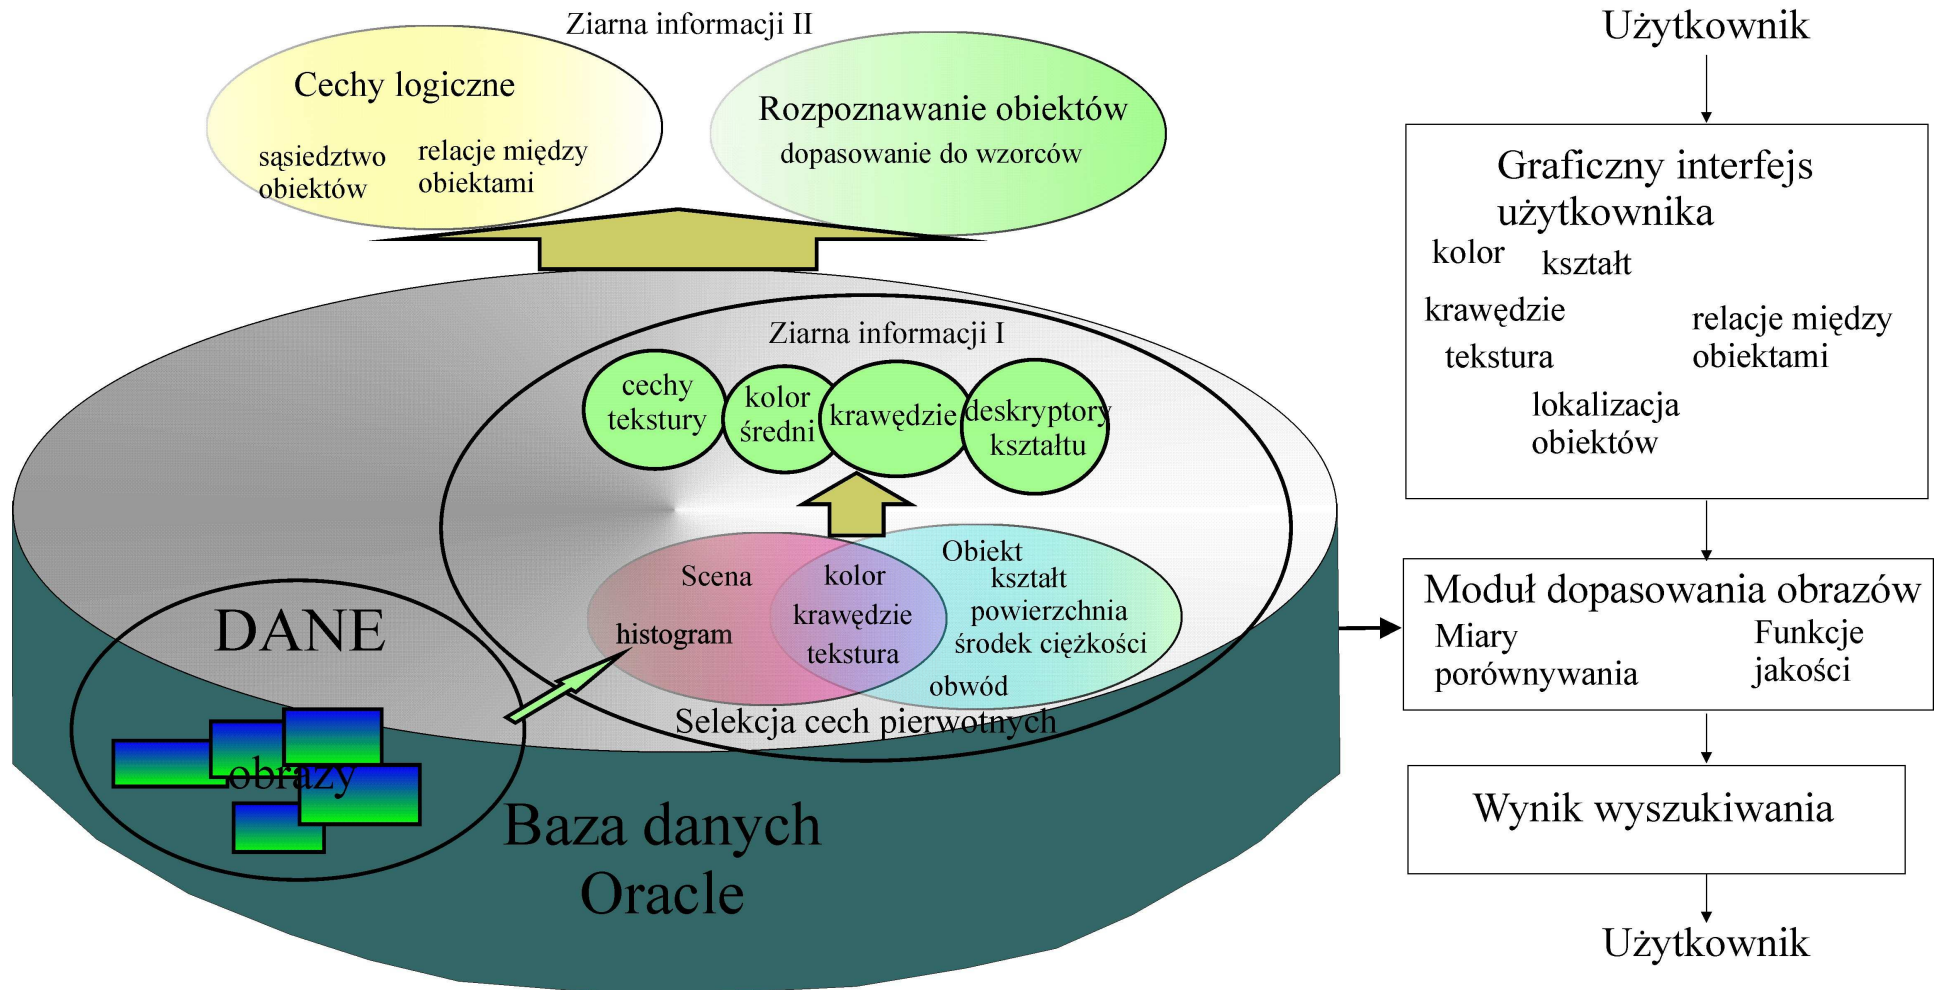 Ziarna informacji II
Cechy logiczne
sąsiedztwo
obiektów
relacje między
obiektami
Rozpoznawanie obiektów
dopasowanie do wzorców
Ziarna informacji I
cechy
tekstury
kolor
średni
krawędzie
deskryptory
kształtu
Scena
histogram
kolor
krawędzie
tekstura
Obiekt
kształt
powierzchnia
środek ciężkości
obwód
Selekcja cech pierwotnych
DANE
obrazy
Baza danych
Oracle
Użytkownik
Graficzny interfejs
użytkownika
kolor
kształt
krawędzie
tekstura
relacje między
obiektami
lokalizacja
obiektów
Moduł dopasowania obrazów
Miary
porównywania
Funkcje
jakości
Wynik wyszukiwania
Użytkownik